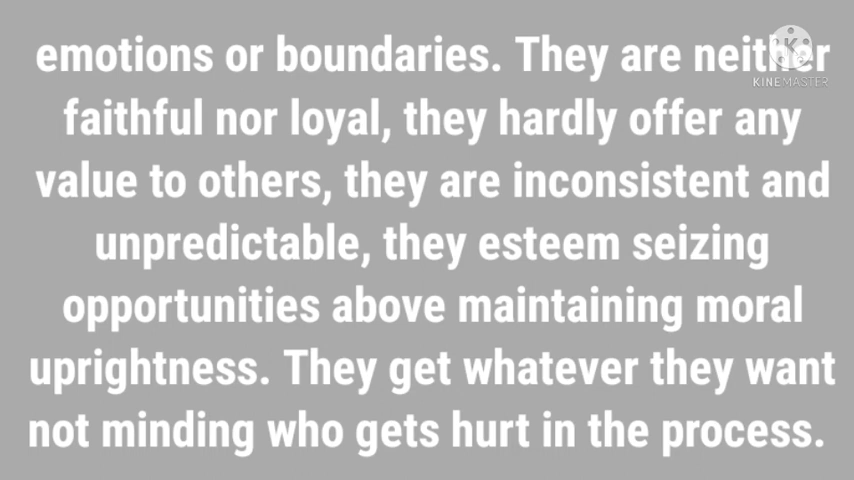 emotions or boundaries. They are neither
faithful nor loyal, they hardly offer any
value to others, they are inconsistent and
unpredictable, they esteem seizing
opportunities above maintaining moral
uprightness. They get whatever they want
not minding who gets hurt in the process.
K
KINEMASTER